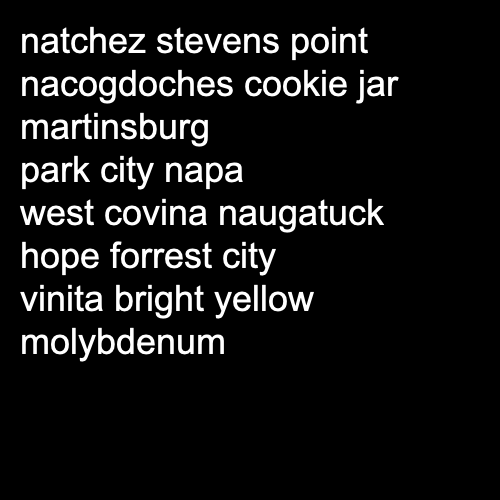 natchez stevens point
nacogdoches cookie jar
martinsburg
park city napa
west covina naugatuck
hope forrest city
vinita bright yellow
molybdenum